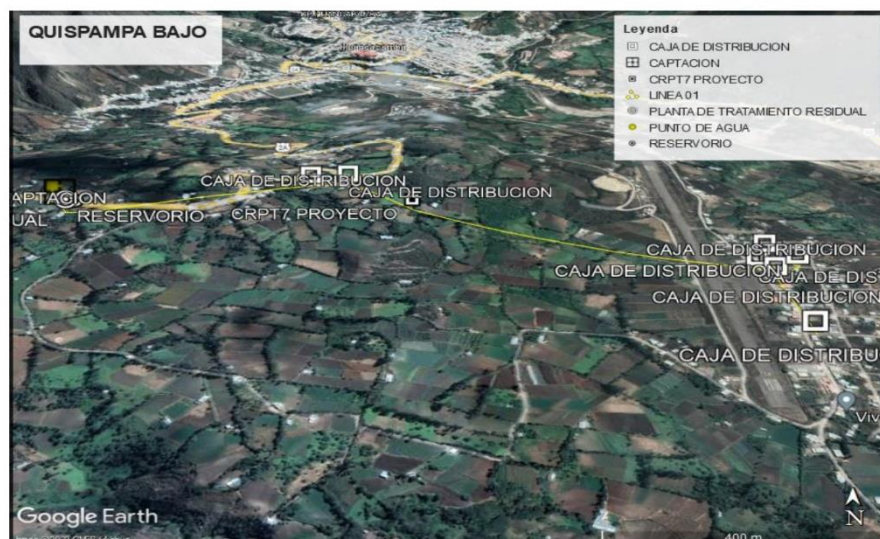 QUISPAMPA BAJO
Leyenda
CAJA DE DISTRIBUCION
CAPTACION
CRPT7 PROYECTO
LINEA 01
PLANTA DE TRATAMIENTO RESIDUAL
PUNTO DE AGUA
RESERVORIO
Huancabamba
CAJA DE DISTRIBUCION
CAJA DE DISTRIBUCION
APTACION
UAL
RESERVORIO
CRPT7 PROYECTO
CAJA DE DISTRIBUCION
CAJA DE DISTRIBUCION
CAJA DE DIS
CAJA DE DISTRIBUCION
CAJA DE DISTRIBU
Viv
Google Earth
N
400 m